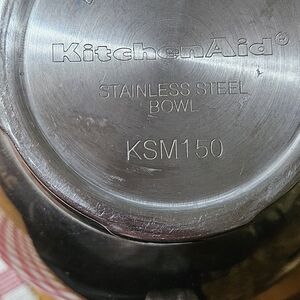 KitchenAid®
STAINLESS STEEL
BOWL
KSM150